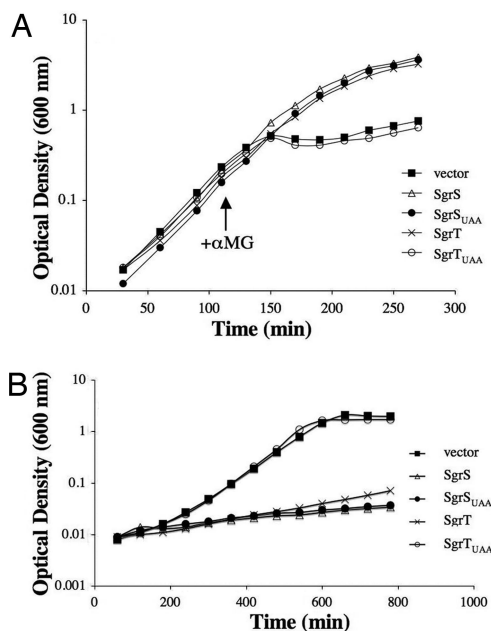 A
Optical Density (600 nm)
10
1
0.1
0.01
+αMG
vector
SgrS
SgrS_UAA
SgrT
SgrT_UAA
0 50 100 150 200 250 300
Time (min)
B
Optical Density (600 nm)
10
1
0.1
0.01
0.001
vector
SgrS
SgrS_UAA
SgrT
SgrT_UAA
0 200 400 600 800 1000
Time (min)